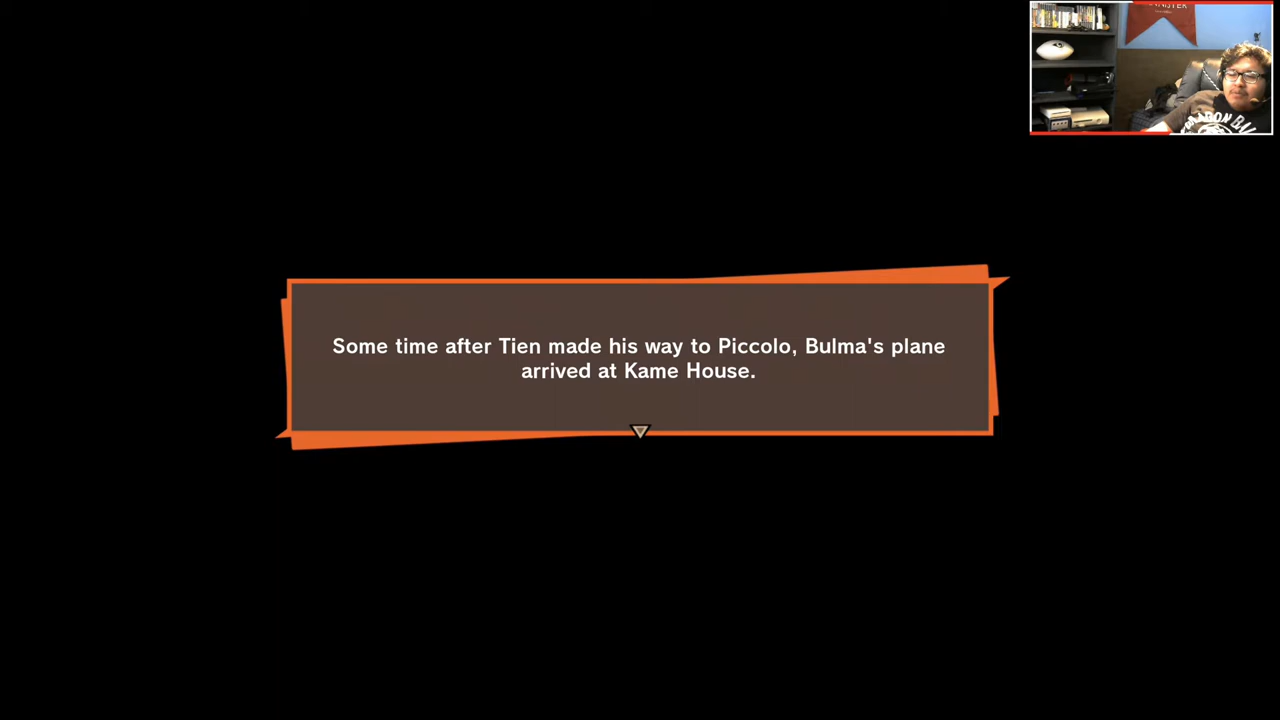 Some time after Tien made his way to Piccolo, Bulma's plane
arrived at Kame House.